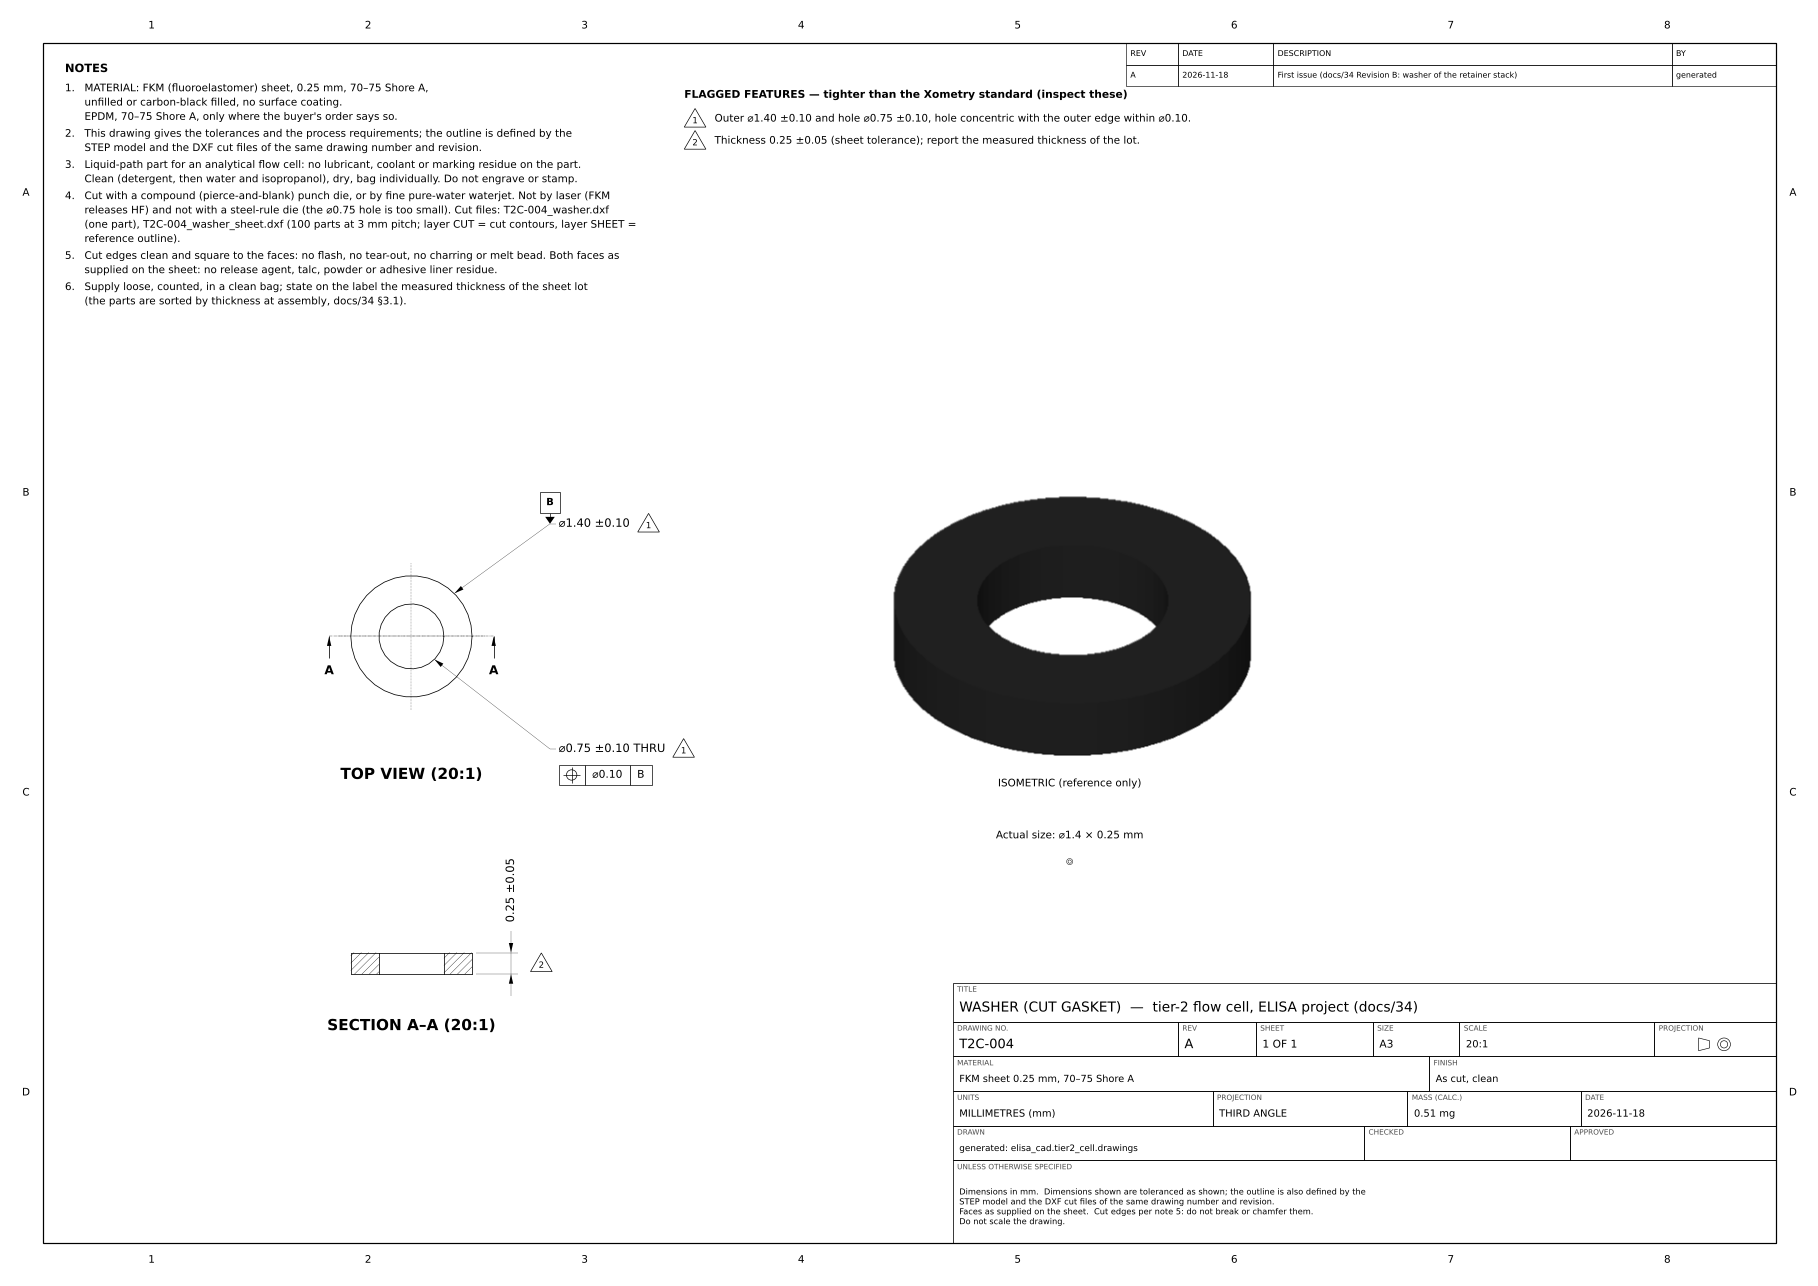 1 2 3 4 5 6 7 8
REV DATE DESCRIPTION BY
A 2026-11-18 First issue (docs/34 Revision B: washer of the retainer stack) generated
NOTES
1. MATERIAL: FKM (fluoroelastomer) sheet, 0.25 mm, 70–75 Shore A,
unfilled or carbon-black filled, no surface coating.
EPDM, 70–75 Shore A, only where the buyer's order says so.
2. This drawing gives the tolerances and the process requirements; the outline is defined by the
STEP model and the DXF cut files of the same drawing number and revision.
3. Liquid-path part for an analytical flow cell: no lubricant, coolant or marking residue on the part.
Clean (detergent, then water and isopropanol), dry, bag individually. Do not engrave or stamp.
4. Cut with a compound (pierce-and-blank) punch die, or by fine pure-water waterjet. Not by laser (FKM
releases HF) and not with a steel-rule die (the ⌀0.75 hole is too small). Cut files: T2C-004_washer.dxf
(one part), T2C-004_washer_sheet.dxf (100 parts at 3 mm pitch; layer CUT = cut contours, layer SHEET =
reference outline).
5. Cut edges clean and square to the faces: no flash, no tear-out, no charring or melt bead. Both faces as
supplied on the sheet: no release agent, talc, powder or adhesive liner residue.
6. Supply loose, counted, in a clean bag; state on the label the measured thickness of the sheet lot
(the parts are sorted by thickness at assembly, docs/34 §3.1).
FLAGGED FEATURES — tighter than the Xometry standard (inspect these)
1 Outer ⌀1.40 ±0.10 and hole ⌀0.75 ±0.10, hole concentric with the outer edge within ⌀0.10.
2 Thickness 0.25 ±0.05 (sheet tolerance); report the measured thickness of the lot.
A A
B B
B
⌀1.40 ±0.10 1
A A
⌀0.75 ±0.10 THRU 1
⌀0.10 B
TOP VIEW (20:1)
ISOMETRIC (reference only)
C C
Actual size: ⌀1.4 × 0.25 mm
0.25 ±0.05
2
SECTION A–A (20:1)
D D
TITLE
WASHER (CUT GASKET) — tier-2 flow cell, ELISA project (docs/34)
DRAWING NO. REV SHEET SIZE SCALE PROJECTION
T2C-004 A 1 OF 1 A3 20:1
MATERIAL FINISH
FKM sheet 0.25 mm, 70–75 Shore A As cut, clean
UNITS PROJECTION MASS (CALC.) DATE
MILLIMETRES (mm) THIRD ANGLE 0.51 mg 2026-11-18
DRAWN CHECKED APPROVED
generated: elisa_cad.tier2_cell.drawings
UNLESS OTHERWISE SPECIFIED
Dimensions in mm. Dimensions shown are toleranced as shown; the outline is also defined by the
STEP model and the DXF cut files of the same drawing number and revision.
Faces as supplied on the sheet. Cut edges per note 5: do not break or chamfer them.
Do not scale the drawing.
1 2 3 4 5 6 7 8